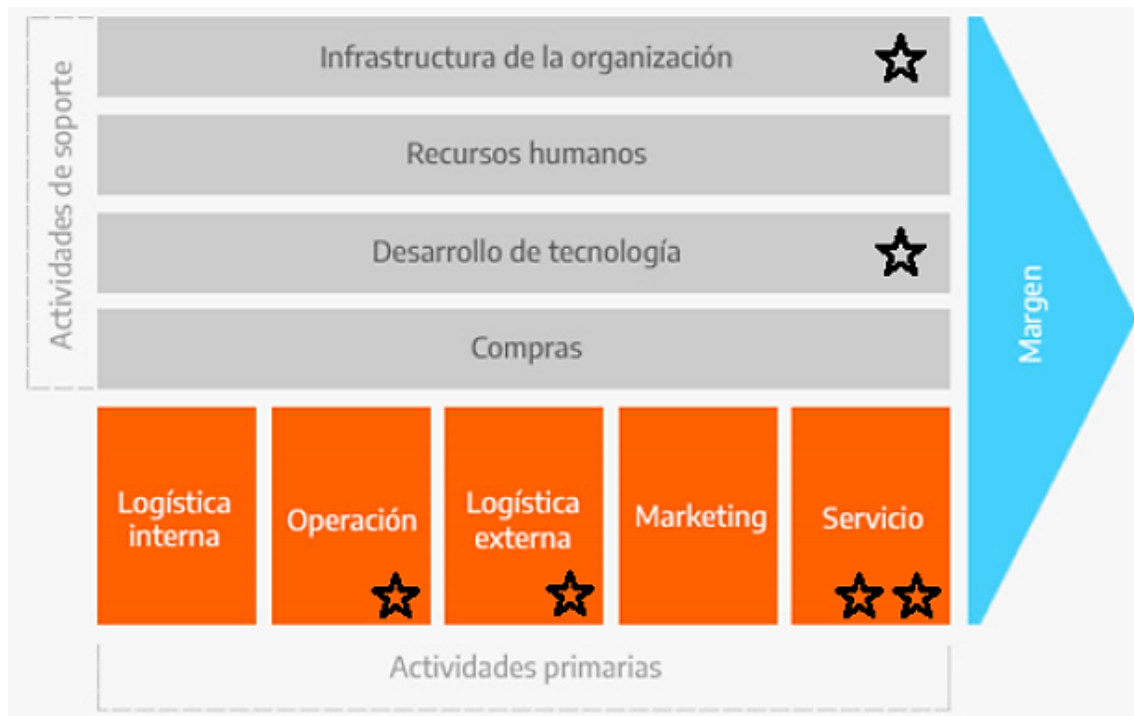 Actividades de soporte
Infrastructura de la organización
Recursos humanos
Desarrollo de tecnología
Compras
Logística
interna
Operación
Logística
externa
Marketing
Servicio
Margen
Actividades primarias